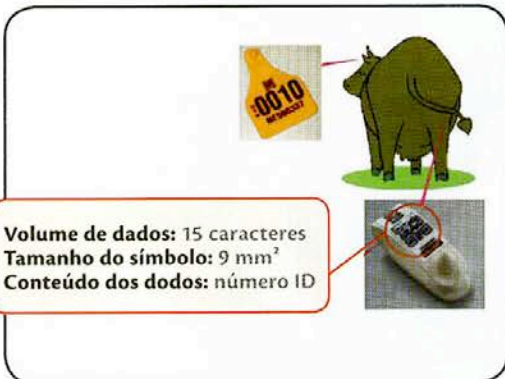 0010
Volume de dados: 15 caracteres
Tamanho do símbolo: 9 mm²
Conteúdo dos dodos: número ID